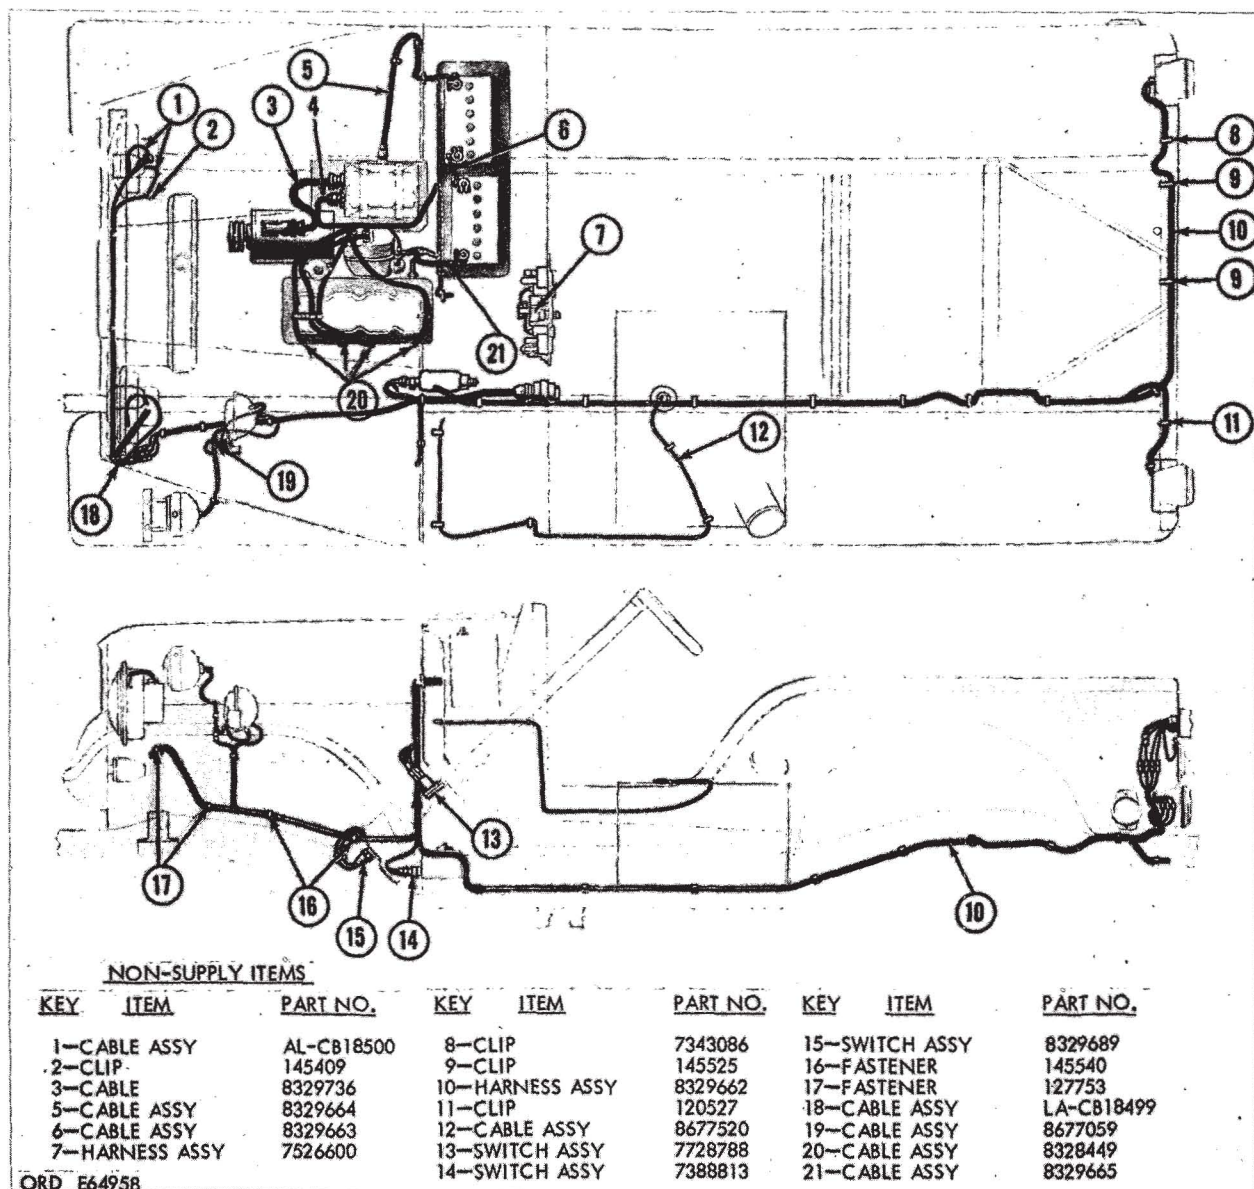 5
1
3
4
2
6
8
9
7
10
9
21
20
12
11
19
18
13
17
16
15
14
10
NON-SUPPLY ITEMS
KEY ITEM PART NO. KEY ITEM PART NO. KEY ITEM PART NO.
1—CABLE ASSY AL-CB18500 8—CLIP 7343086 15—SWITCH ASSY 8329689
2—CLIP 145409 9—CLIP 145525 16—FASTENER 145540
3—CABLE 8329736 10—HARNESS ASSY 8329662 17—FASTENER 127753
5—CABLE ASSY 8329664 11—CLIP 120527 18—CABLE ASSY LA-CB18499
6—CABLE ASSY 8329663 12—CABLE ASSY 8677520 19—CABLE ASSY 8677059
7—HARNESS ASSY 7526600 13—SWITCH ASSY 7728788 20—CABLE ASSY 8328449
14—SWITCH ASSY 7388813 21—CABLE ASSY 8329665
ORD E64958